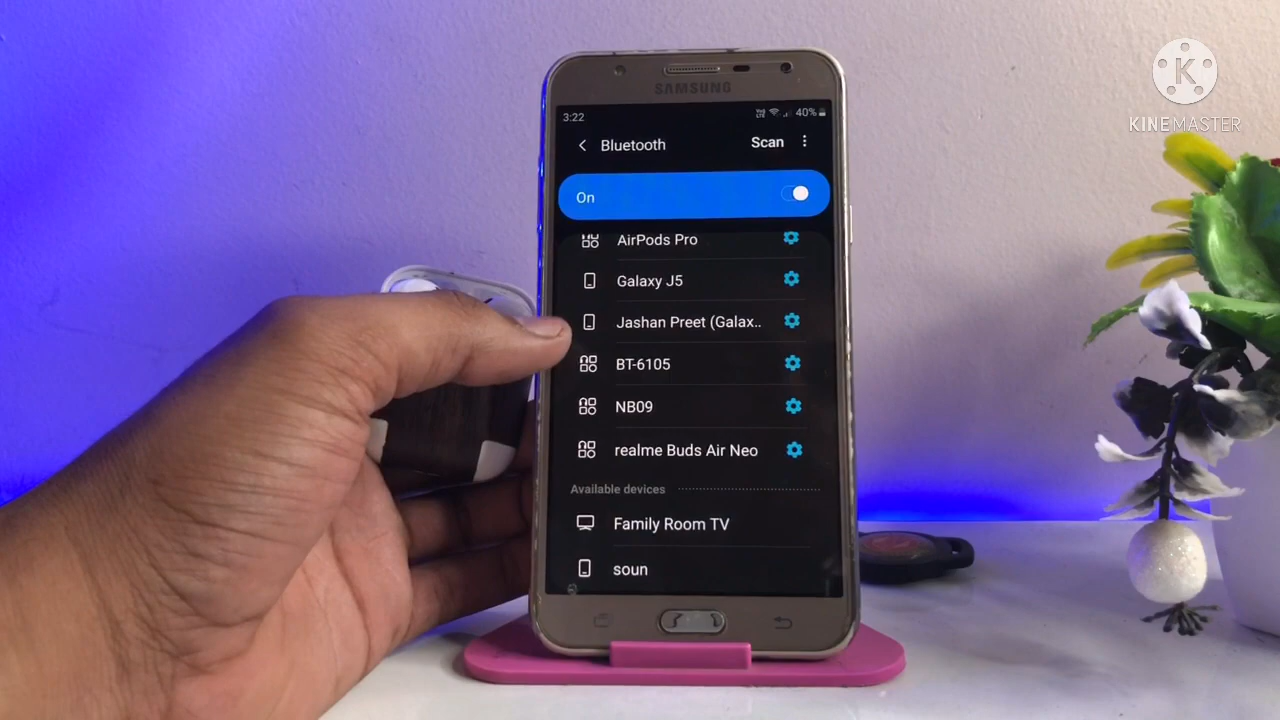 K
KINEMASTER
SAMSUNG
3:22
40%
Bluetooth
Scan
On
AirPods Pro
Galaxy J5
Jashan Preet (Galax..
BT-6105
NB09
realme Buds Air Neo
Available devices
Family Room TV
soun